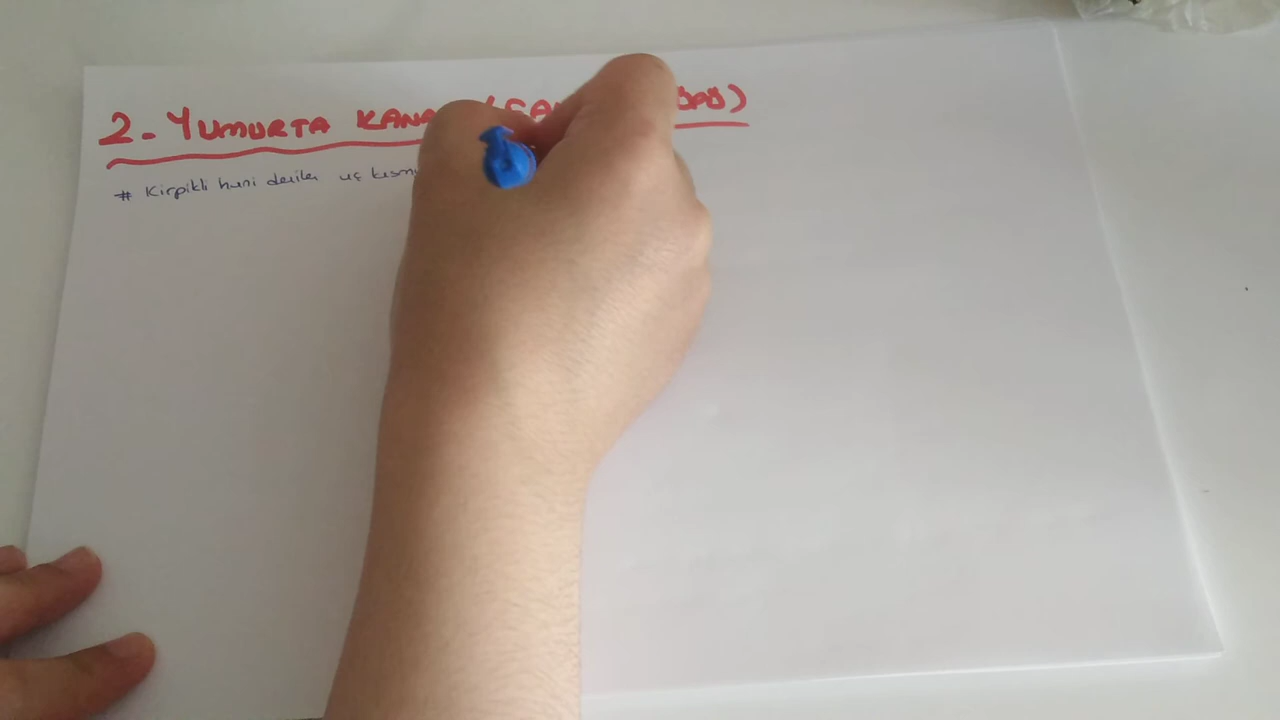 2- YUMURTA KANA
# Kirpikli huni denilen uç kısmı